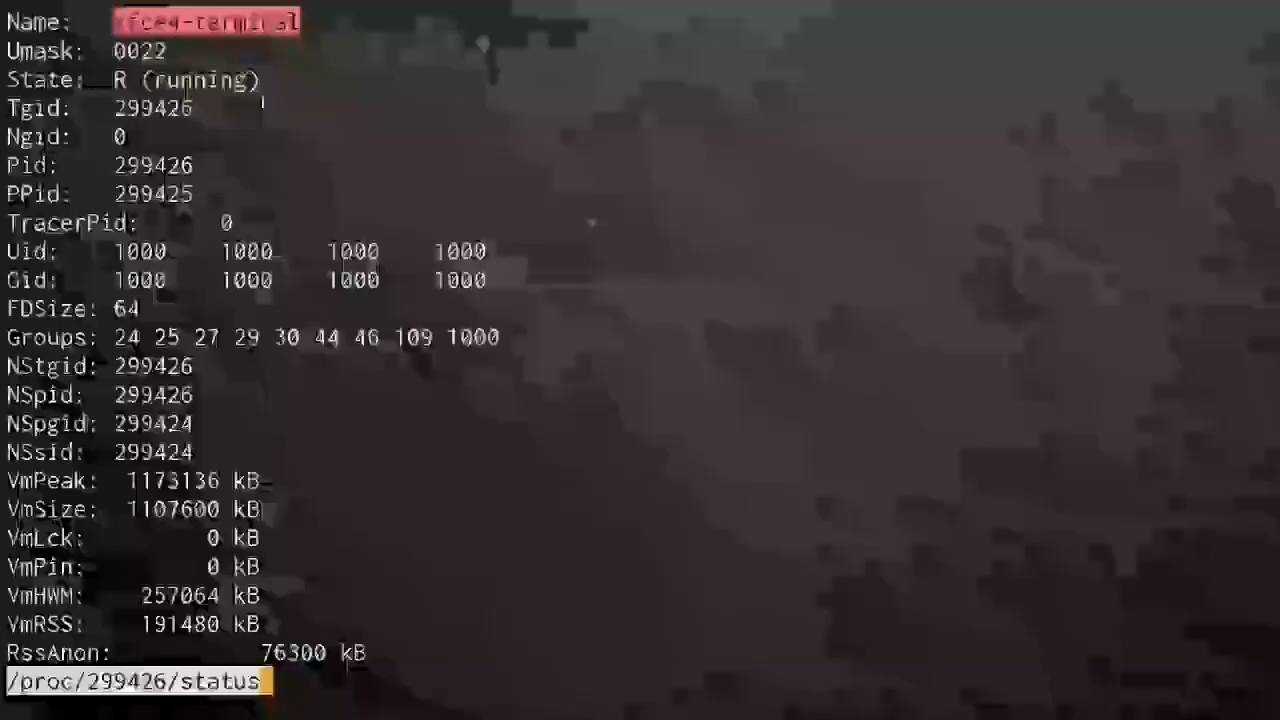 Name: xfce4-terminal
Umask: 0022
State: R (running)
Tgid: 299426
Ngid: 0
Pid: 299426
PPid: 299425
TracerPid: 0
Uid: 1000 1000 1000 1000
Gid: 1000 1000 1000 1000
FDSize: 64
Groups: 24 25 27 29 30 44 46 109 1000
NStgid: 299426
NSpid: 299426
NSpgid: 299424
NSsid: 299424
VmPeak: 1173136 kB
VmSize: 1107600 kB
VmLck: 0 kB
VmPin: 0 kB
VmHWM: 257064 kB
VmRSS: 191480 kB
RssAnon: 76300 kB
/proc/299426/status